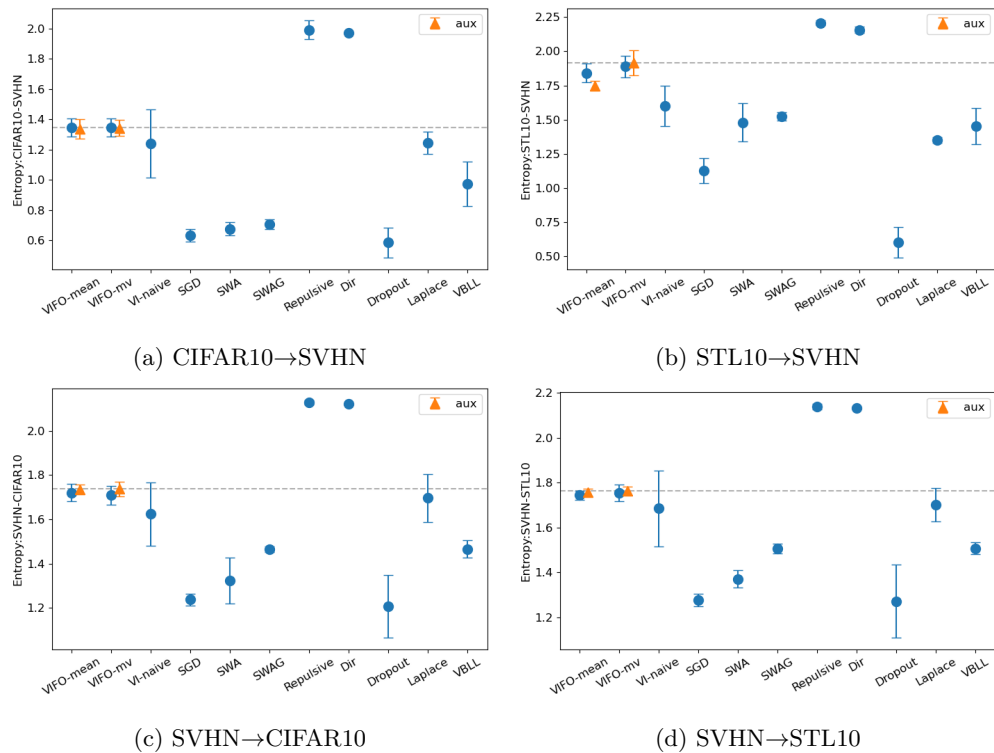 2.0
1.8
1.6
1.4
1.2
1.0
0.8
0.6
Entropy:CIFAR10-SVHN
aux
VIFO-mean
VIFO-mv
VI-naive
SGD
SWA
SWAG
Repulsive
Dir
Dropout
Laplace
VBLL
(a) CIFAR10→SVHN
2.25
2.00
1.75
1.50
1.25
1.00
0.75
0.50
Entropy:STL10-SVHN
aux
VIFO-mean
VIFO-mv
VI-naive
SGD
SWA
SWAG
Repulsive
Dir
Dropout
Laplace
VBLL
(b) STL10→SVHN
2.0
1.8
1.6
1.4
1.2
Entropy:SVHN-CIFAR10
aux
VIFO-mean
VIFO-mv
VI-naive
SGD
SWA
SWAG
Repulsive
Dir
Dropout
Laplace
VBLL
(c) SVHN→CIFAR10
2.2
2.0
1.8
1.6
1.4
1.2
Entropy:SVHN-STL10
aux
VIFO-mean
VIFO-mv
VI-naive
SGD
SWA
SWAG
Repulsive
Dir
Dropout
Laplace
VBLL
(d) SVHN→STL10